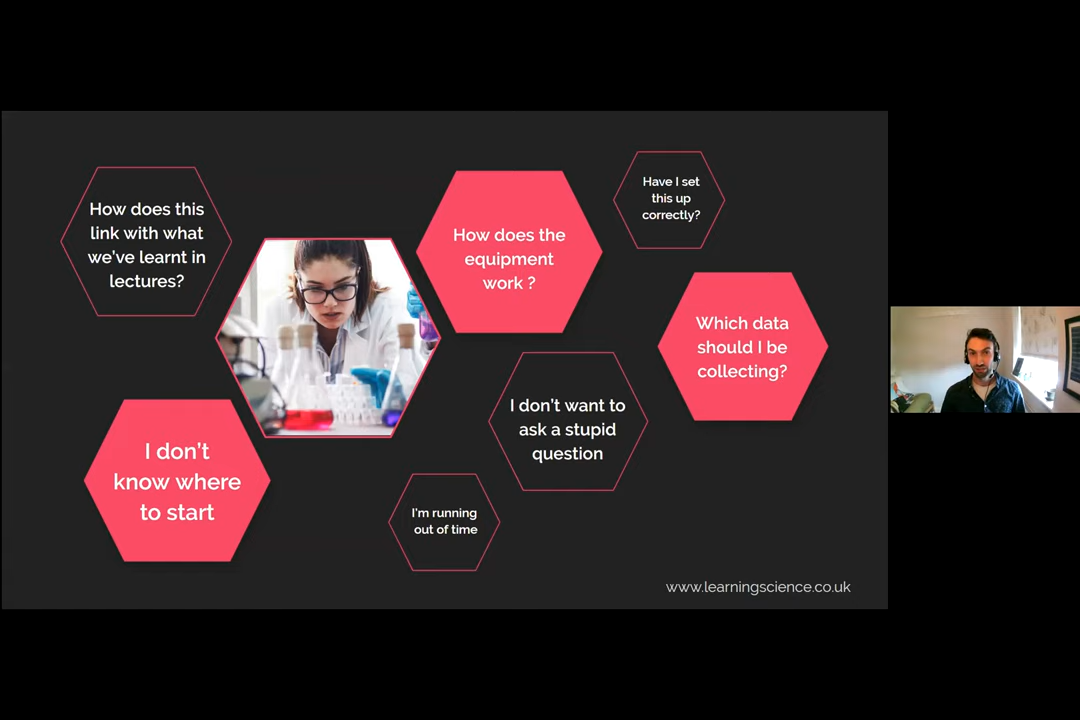 How does this
link with what
we've learnt in
lectures?
How does the
equipment
work ?
Have I set
this up
correctly?
Which data
should I be
collecting?
I don't want to
ask a stupid
question
I don't
know where
to start
I'm running
out of time
www.learningscience.co.uk